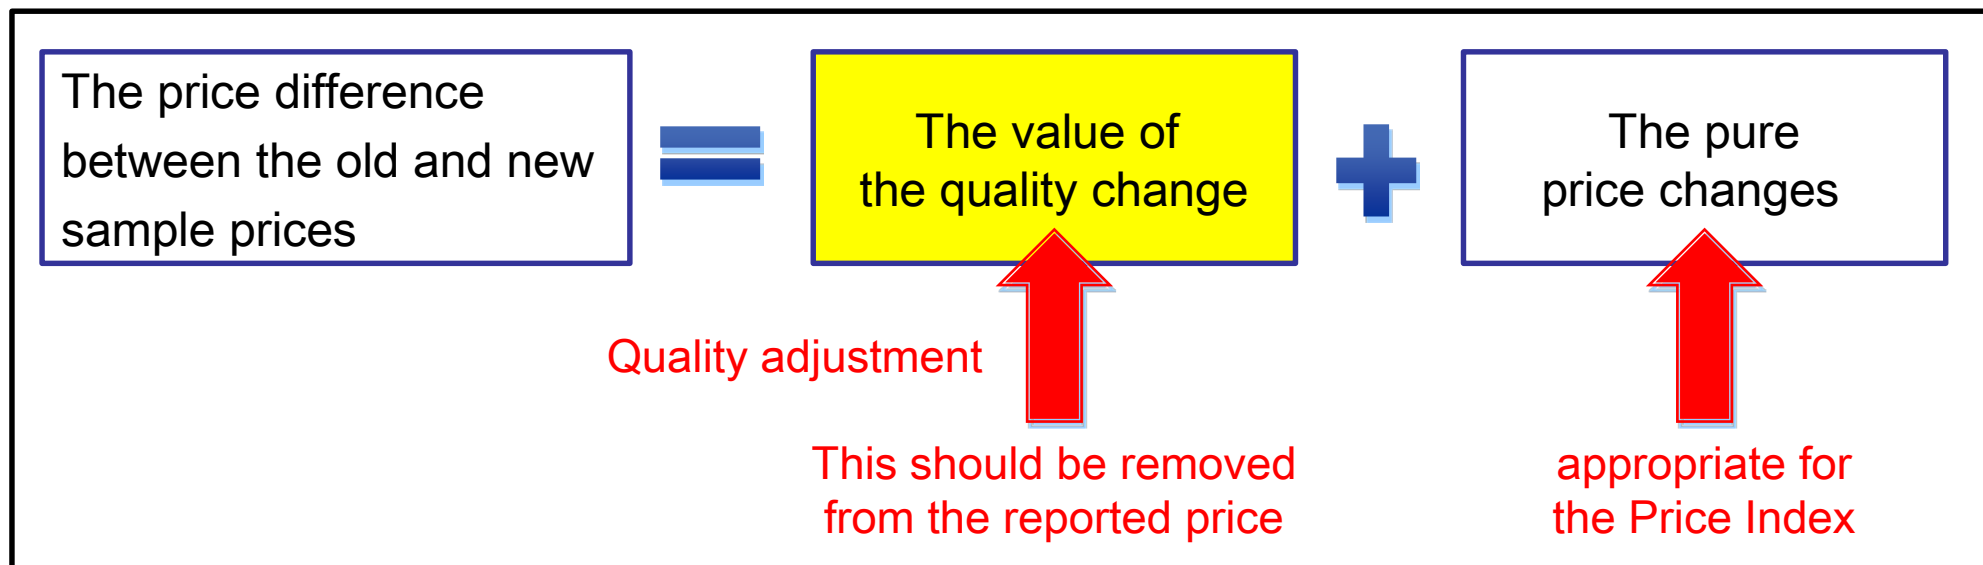 The price difference
between the old and new
sample prices
The value of
the quality change
The pure
price changes
Quality adjustment
This should be removed
from the reported price
appropriate for
the Price Index